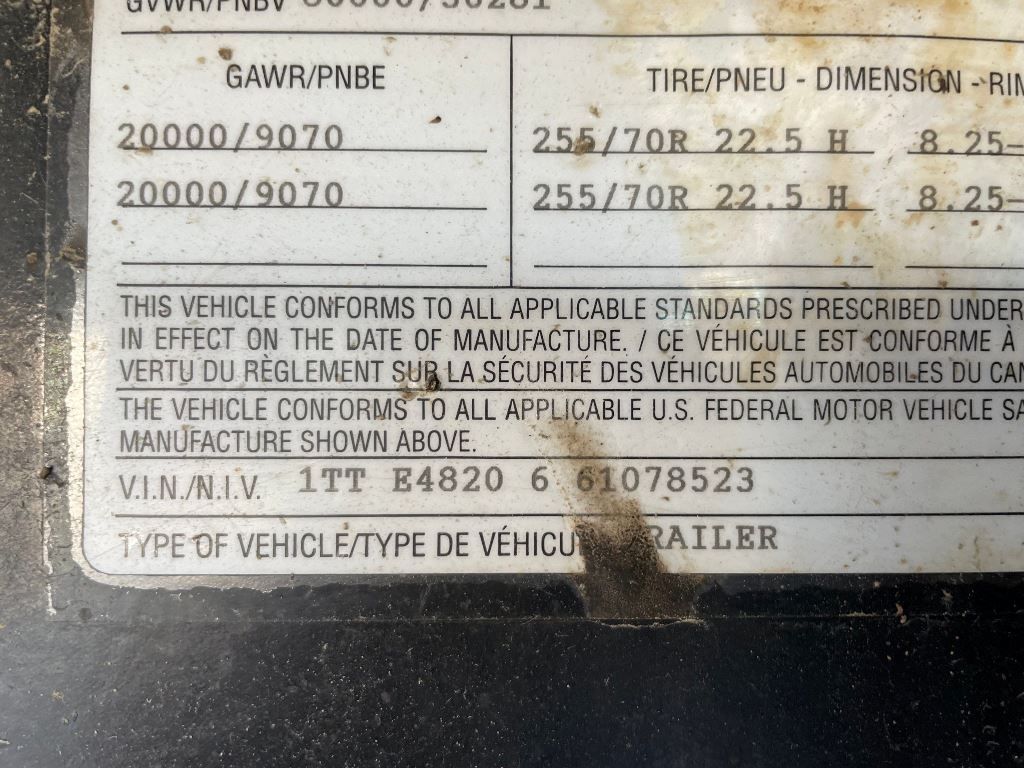 GVWR/PNBV 80000/36281
GAWR/PNBE TIRE/PNEU - DIMENSION - RIM
20000/9070 255/70R 22.5 H 8.25-
20000/9070 255/70R 22.5 H 8.25-
THIS VEHICLE CONFORMS TO ALL APPLICABLE STANDARDS PRESCRIBED UNDER
IN EFFECT ON THE DATE OF MANUFACTURE. / CE VÉHICULE EST CONFORME À
VERTU DU RÈGLEMENT SUR LA SÉCURITÉ DES VÉHICULES AUTOMOBILES DU CAN
THE VEHICLE CONFORMS TO ALL APPLICABLE U.S. FEDERAL MOTOR VEHICLE SA
MANUFACTURE SHOWN ABOVE.
V.I.N./N.I.V. 1TT E4820 6 61078523
TYPE OF VEHICLE/TYPE DE VÉHICU RAILER